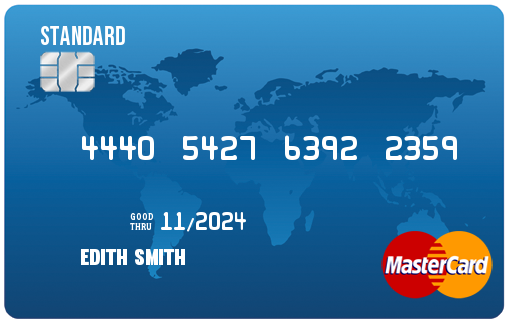 STANDARD
4440 5427 6392 2359
GOOD
THRU 11/2024
EDITH SMITH
MasterCard